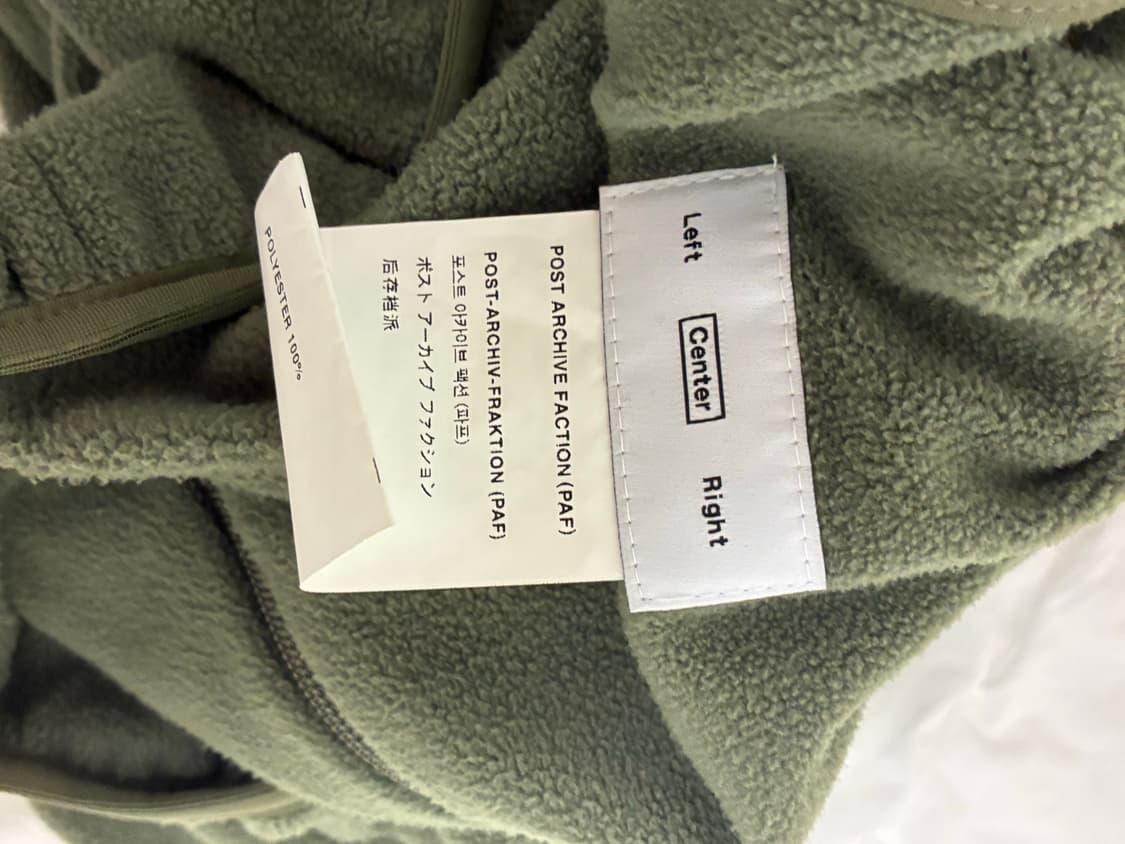 Left Center Right
POST ARCHIVE FACTION (PAF)
POST-ARCHIV-FRAKTION (PAF)
포스트 아카이브 팩션 (파프)
ポスト アーカイブ ファクション
后存档派
POLYESTER 100%